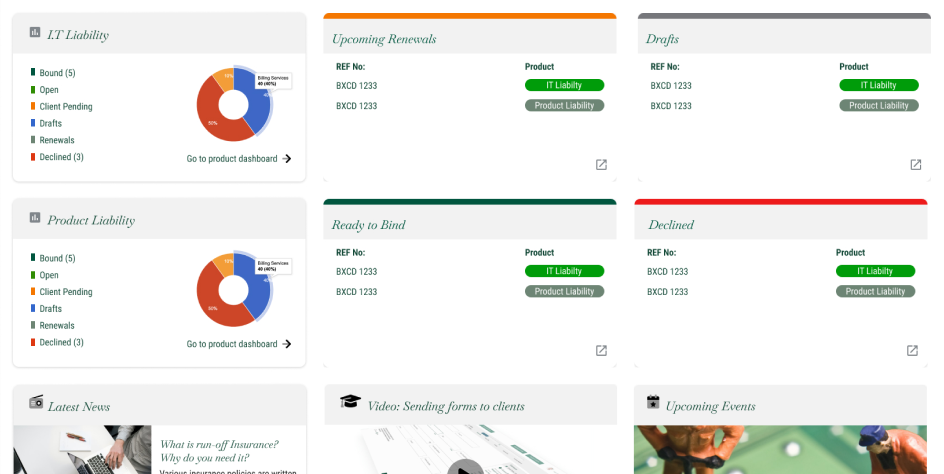 I.T Liability
Bound (5)
Open
Client Pending
Drafts
Renewals
Declined (3)
10%
Billing Services
40 (40%)
50%
Go to product dashboard
Upcoming Renewals
REF No: Product
BXCD 1233 IT Liabilty
BXCD 1233 Product Liability
Drafts
REF No: Product
BXCD 1233 IT Liabilty
BXCD 1233 Product Liability
Product Liability
Bound (5)
Open
Client Pending
Drafts
Renewals
Declined (3)
10%
Billing Services
40 (40%)
50%
Go to product dashboard
Ready to Bind
REF No: Product
BXCD 1233 IT Liabilty
BXCD 1233 Product Liability
Declined
REF No: Product
BXCD 1233 IT Liabilty
BXCD 1233 Product Liability
Latest News
What is run-off Insurance?
Why do you need it?
Various insurance policies are written
Video: Sending forms to clients
Upcoming Events